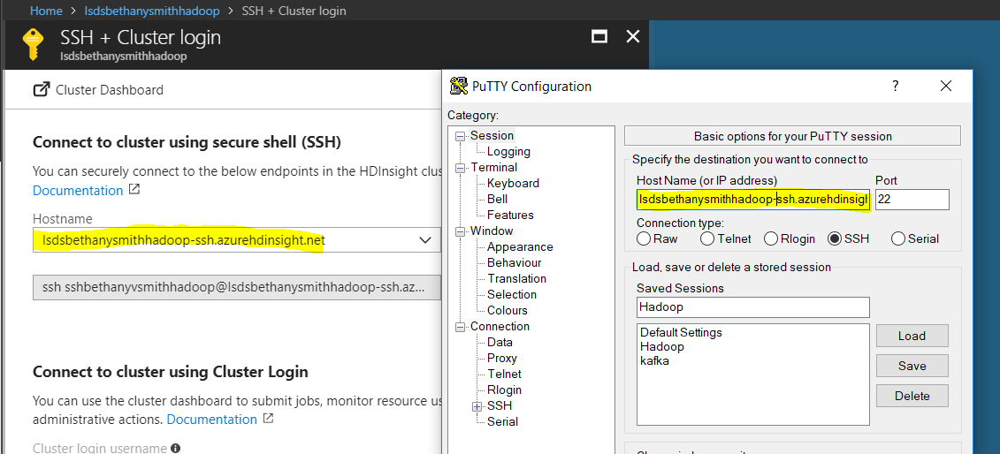 Home > lsdsbethanysmithhadoop > SSH + Cluster login
SSH + Cluster login
lsdsbethanysmithhadoop
Cluster Dashboard
Connect to cluster using secure shell (SSH)
You can securely connect to the below endpoints in the HDInsight clus
Documentation
Hostname
lsdsbethanysmithhadoop-ssh.azurehdinsight.net
ssh sshbethanyvsmithhadoop@lsdsbethanysmithhadoop-ssh.az...
Connect to cluster using Cluster Login
You can use the cluster dashboard to submit jobs, monitor resource us
administrative actions. Documentation
Cluster login username
PuTTY Configuration
Category:
Session
Logging
Terminal
Keyboard
Bell
Features
Window
Appearance
Behaviour
Translation
Selection
Colours
Connection
Data
Proxy
Telnet
Rlogin
SSH
Serial
Basic options for your PuTTY session
Specify the destination you want to connect to
Host Name (or IP address) Port
lsdsbethanysmithhadoop-ssh.azurehdinsigl 22
Connection type:
Raw Telnet Rlogin SSH Serial
Load, save or delete a stored session
Saved Sessions
Hadoop
Default Settings
Hadoop
kafka
Load
Save
Delete